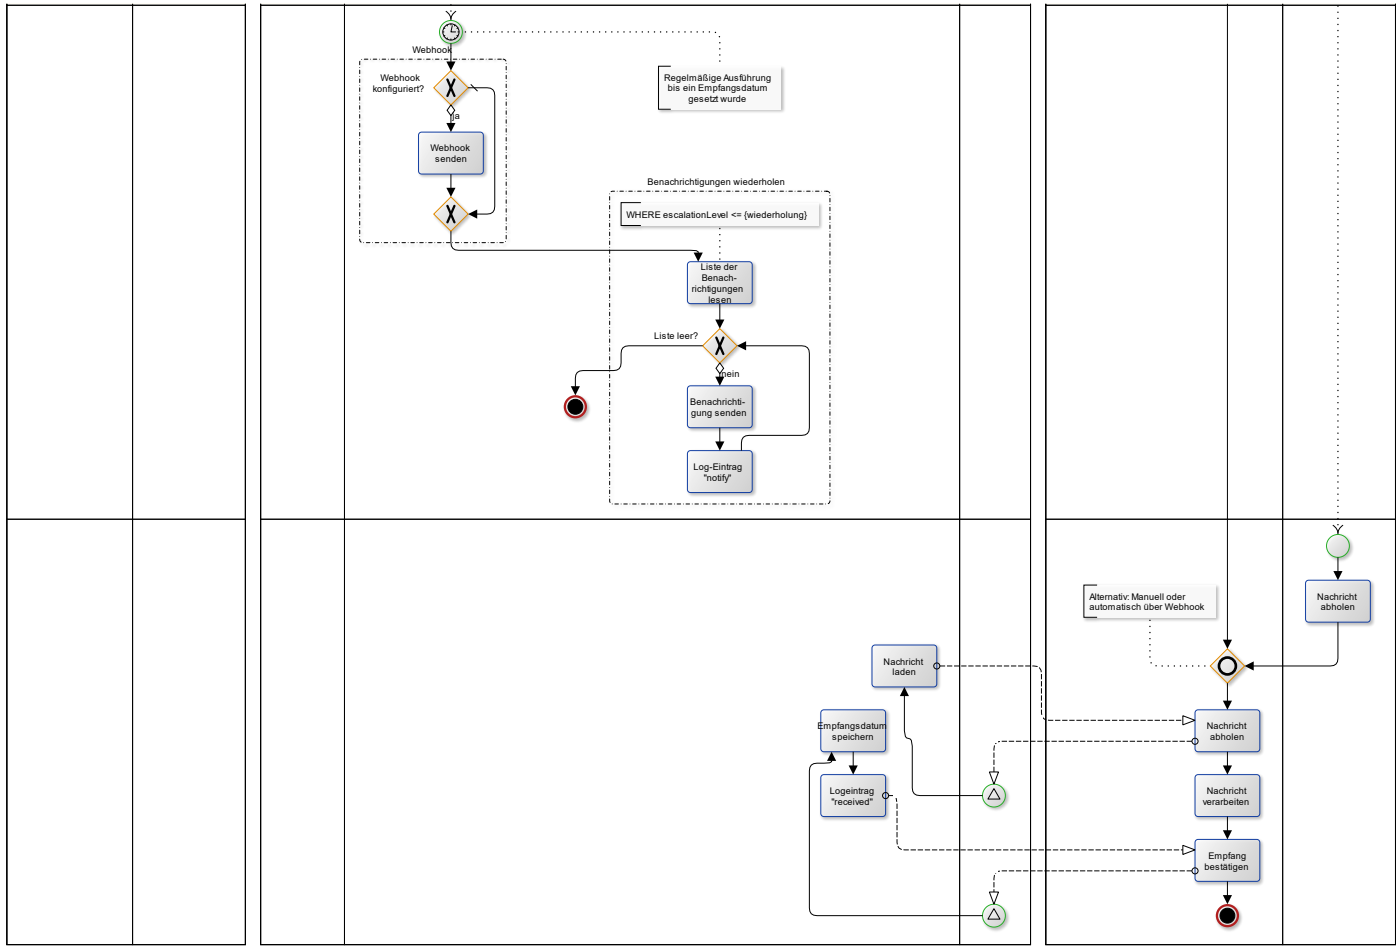 Webhook
Webhook
konfiguriert?
ja
Webhook
senden
Regelmäßige Ausführung
bis ein Empfangsdatum
gesetzt wurde
Benachrichtigungen wiederholen
WHERE escalationLevel <= {wiederholung}
Liste der
Benach-
richtigungen
lesen
Liste leer?
nein
Benachrichti-
gung senden
Log-Eintrag
"notify"
Nachricht
abholen
Alternativ: Manuell oder
automatisch über Webhook
Nachricht
laden
Empfangsdatum
speichern
Nachricht
abholen
Logeintrag
"received"
Nachricht
verarbeiten
Empfang
bestätigen